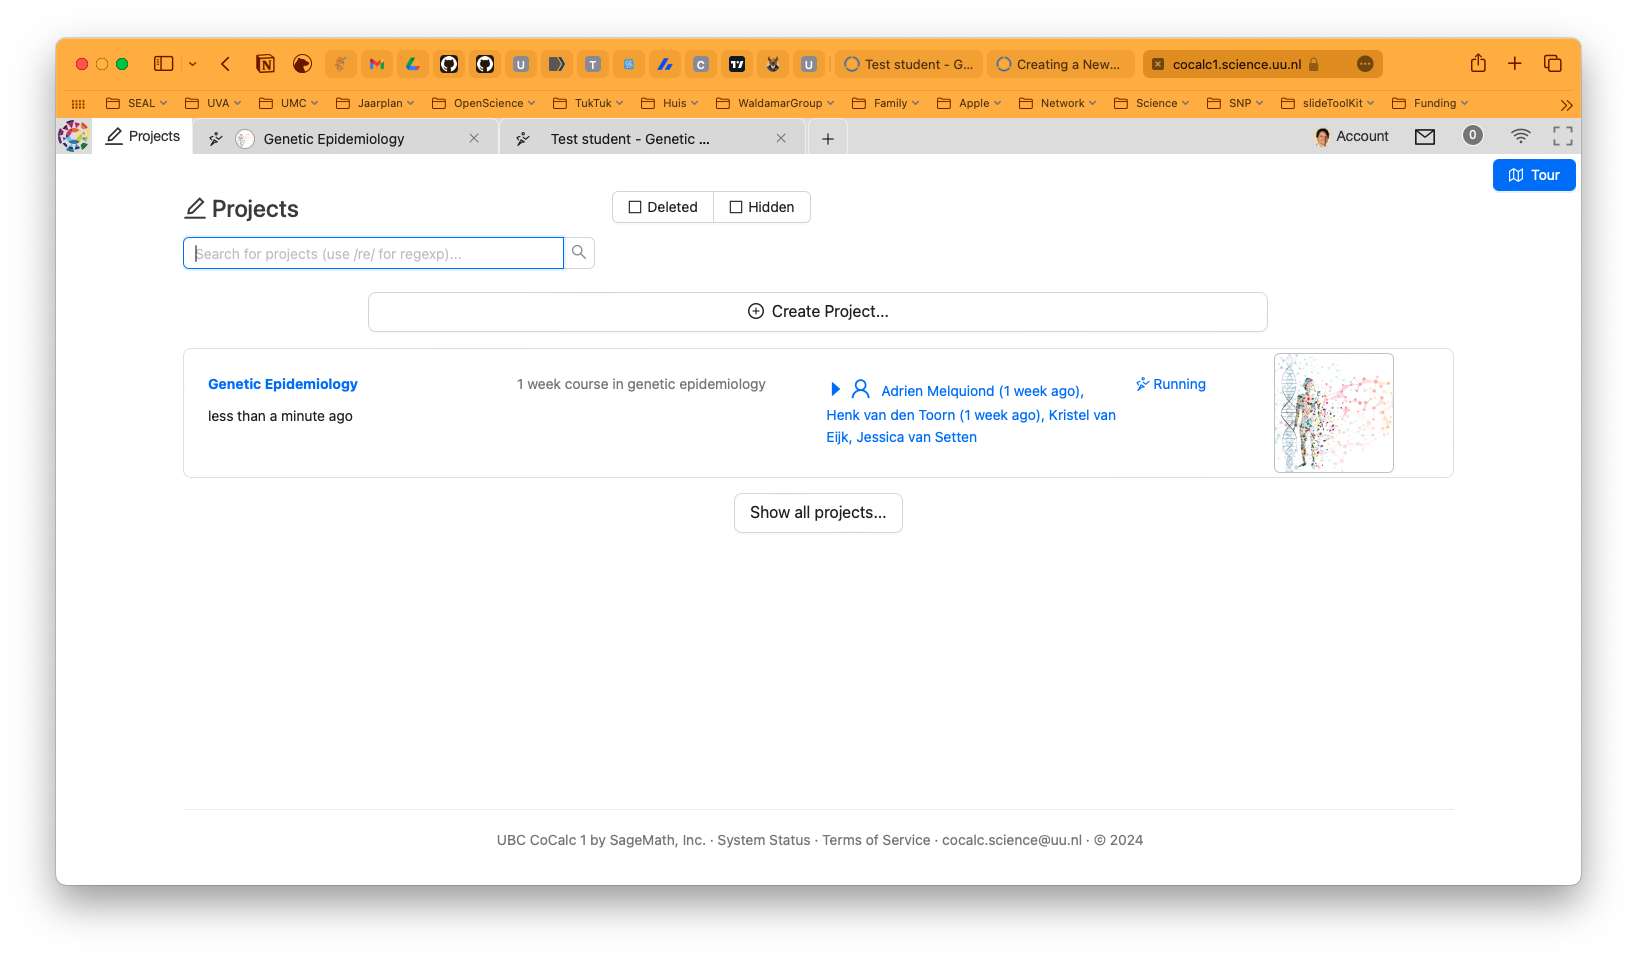 Test student - G...
Creating a New...
cocalc1.science.uu.nl
SEAL
UVA
UMC
Jaarplan
OpenScience
TukTuk
Huis
WaldamarGroup
Family
Apple
Network
Science
SNP
slideToolKit
Funding
Projects
Genetic Epidemiology
Test student - Genetic ...
Account
0
Tour
Projects
Deleted
Hidden
Search for projects (use /re/ for regexp)...
Create Project...
Genetic Epidemiology
less than a minute ago
1 week course in genetic epidemiology
Adrien Melquiond (1 week ago),
Henk van den Toorn (1 week ago), Kristel van
Eijk, Jessica van Setten
Running
Show all projects...
UBC CoCalc 1 by SageMath, Inc. · System Status · Terms of Service · cocalc.science@uu.nl · © 2024